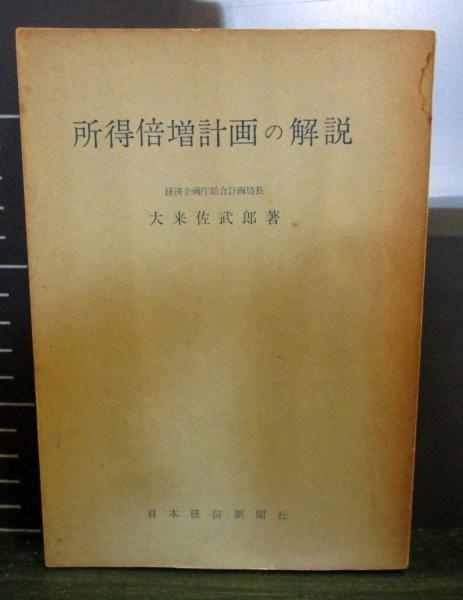 所得倍増計画の解説
経済企画庁総合計画局長
大来佐武郎著
日本経済新聞社